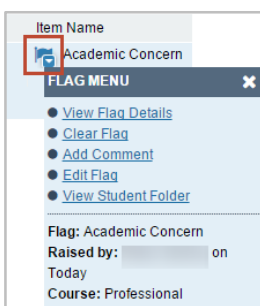 Item Name
Academic Concern
FLAG MENU
View Flag Details
Clear Flag
Add Comment
Edit Flag
View Student Folder
Flag: Academic Concern
Raised by: on
Today
Course: Professional